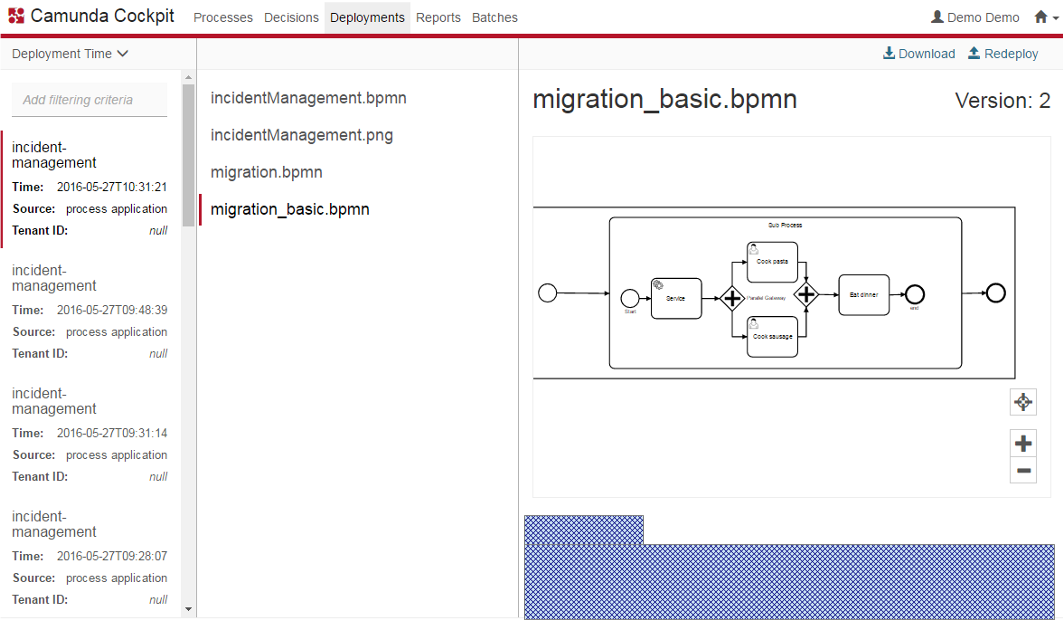 Camunda Cockpit Processes Decisions Deployments Reports Batches Demo Demo
Deployment Time
Download Redeploy
Add filtering criteria
incident-
management
Time: 2016-05-27T10:31:21
Source: process application
Tenant ID: null
incident-
management
Time: 2016-05-27T09:48:39
Source: process application
Tenant ID: null
incident-
management
Time: 2016-05-27T09:31:14
Source: process application
Tenant ID: null
incident-
management
Time: 2016-05-27T09:28:07
Source: process application
Tenant ID: null
incidentManagement.bpmn
incidentManagement.png
migration.bpmn
migration_basic.bpmn
migration_basic.bpmn
Version: 2
Sub Process
Cook pasta
Start
Service
Parallel Gateway
Eat dinner
end
Cook sausage